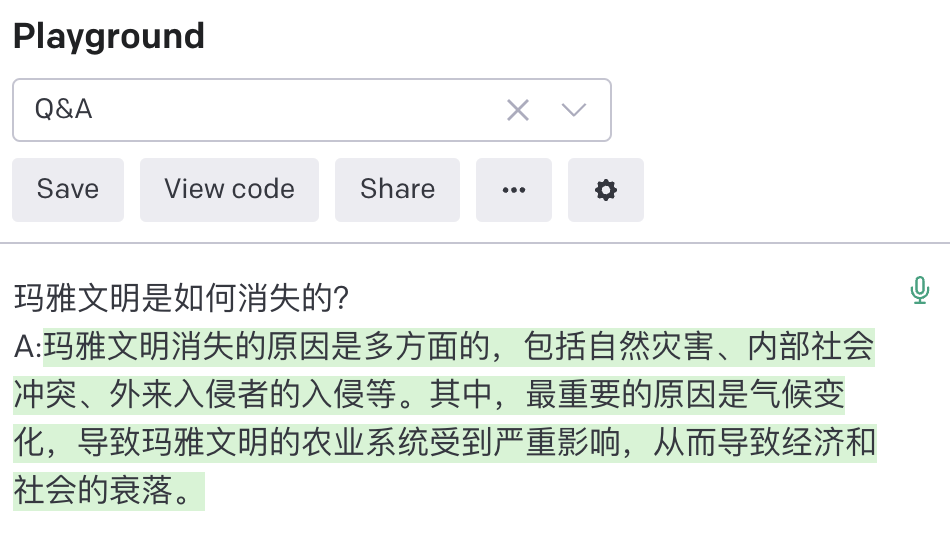 Playground
Q&A
Save View code Share ...
玛雅文明是如何消失的?
A:玛雅文明消失的原因是多方面的，包括自然灾害、内部社会
冲突、外来入侵者的入侵等。其中，最重要的原因是气候变
化，导致玛雅文明的农业系统受到严重影响，从而导致经济和
社会的衰落。